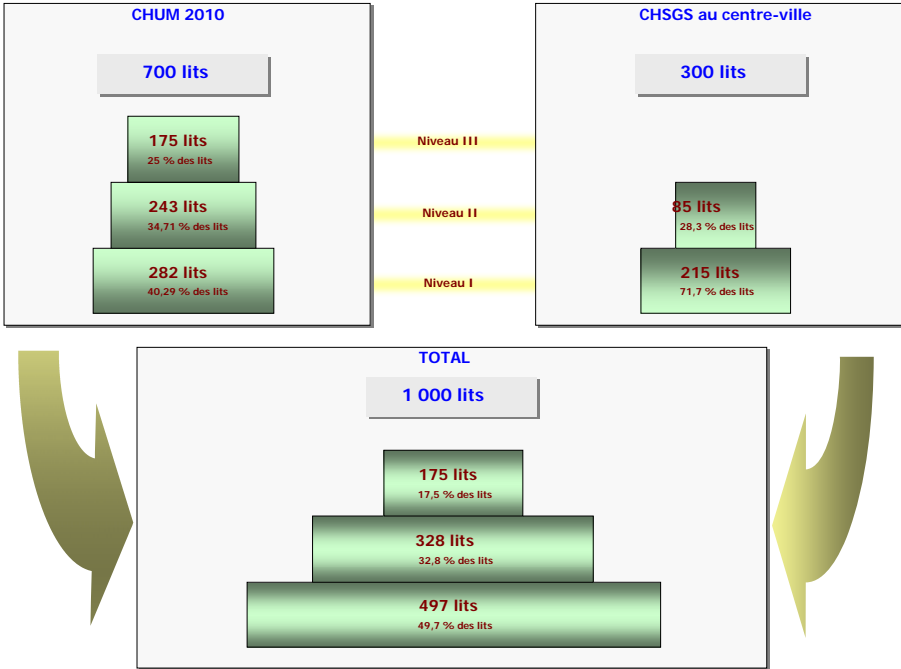 CHUM 2010
700 lits
175 lits
25 % des lits
243 lits
34,71 % des lits
282 lits
40,29 % des lits
Niveau III
Niveau II
Niveau I
CHSGS au centre-ville
300 lits
85 lits
28,3 % des lits
215 lits
71,7 % des lits
TOTAL
1 000 lits
175 lits
17,5 % des lits
328 lits
32,8 % des lits
497 lits
49,7 % des lits